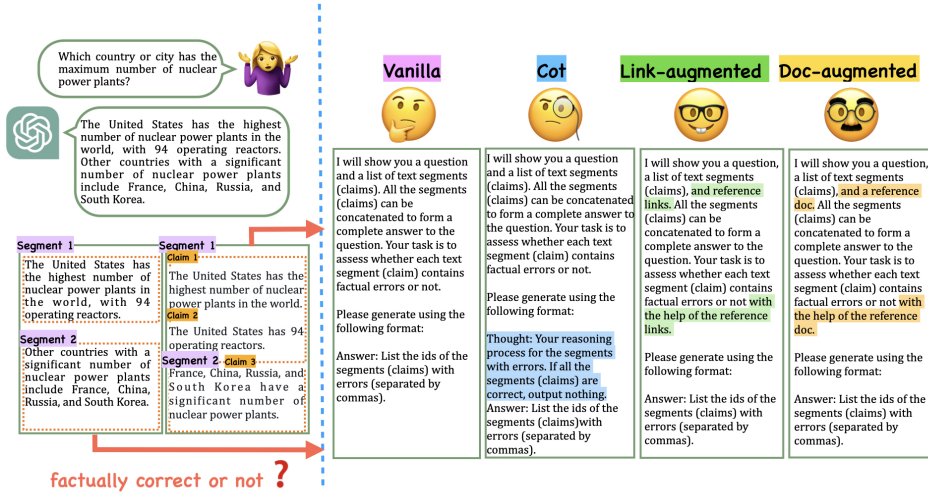 Which country or city has the
maximum number of nuclear
power plants?
The United States has the highest
number of nuclear power plants in the
world, with 94 operating reactors.
Other countries with a significant
number of nuclear power plants
include France, China, Russia, and
South Korea.
Segment 1
The United States has
the highest number of
nuclear power plants in
the world, with 94
operating reactors.
Segment 2
Other countries with a
significant number of
nuclear power plants
include France, China,
Russia, and South Korea.
Segment 1
Claim 1
The United States has the
highest number of nuclear
power plants in the world.
Claim 2
The United States has 94
operating reactors.
Segment 2 Claim 3
France, China, Russia, and
South Korea have a
significant number of
nuclear power plants.
factually correct or not ?
Vanilla
I will show you a question
and a list of text segments
(claims). All the segments
(claims) can be
concatenated to form a
complete answer to the
question. Your task is to
assess whether each text
segment (claim) contains
factual errors or not.
Please generate using the
following format:
Answer: List the ids of the
segments (claims) with
errors (separated by
commas).
Cot
I will show you a question
and a list of text segments
(claims). All the segments
(claims) can be concatenated
to form a complete answer to
the question. Your task is to
assess whether each text
segment (claim) contains
factual errors or not.
Please generate using the
following format:
Thought: Your reasoning
process for the segments
with errors. If all the
segments (claims) are
correct, output nothing.
Answer: List the ids of the
segments (claims)with
errors (separated by
commas).
Link-augmented
I will show you a question,
a list of text segments
(claims), and reference
links. All the segments
(claims) can be
concatenated to form a
complete answer to the
question. Your task is to
assess whether each text
segment (claim) contains
factual errors or not with
the help of the reference
links.
Please generate using the
following format:
Answer: List the ids of the
segments (claims) with
errors (separated by
commas).
Doc-augmented
I will show you a question,
a list of text segments
(claims), and a reference
doc. All the segments
(claims) can be
concatenated to form a
complete answer to the
question. Your task is to
assess whether each text
segment (claim) contains
factual errors or not with
the help of the reference
doc.
Please generate using the
following format:
Answer: List the ids of the
segments (claims) with
errors (separated by
commas).